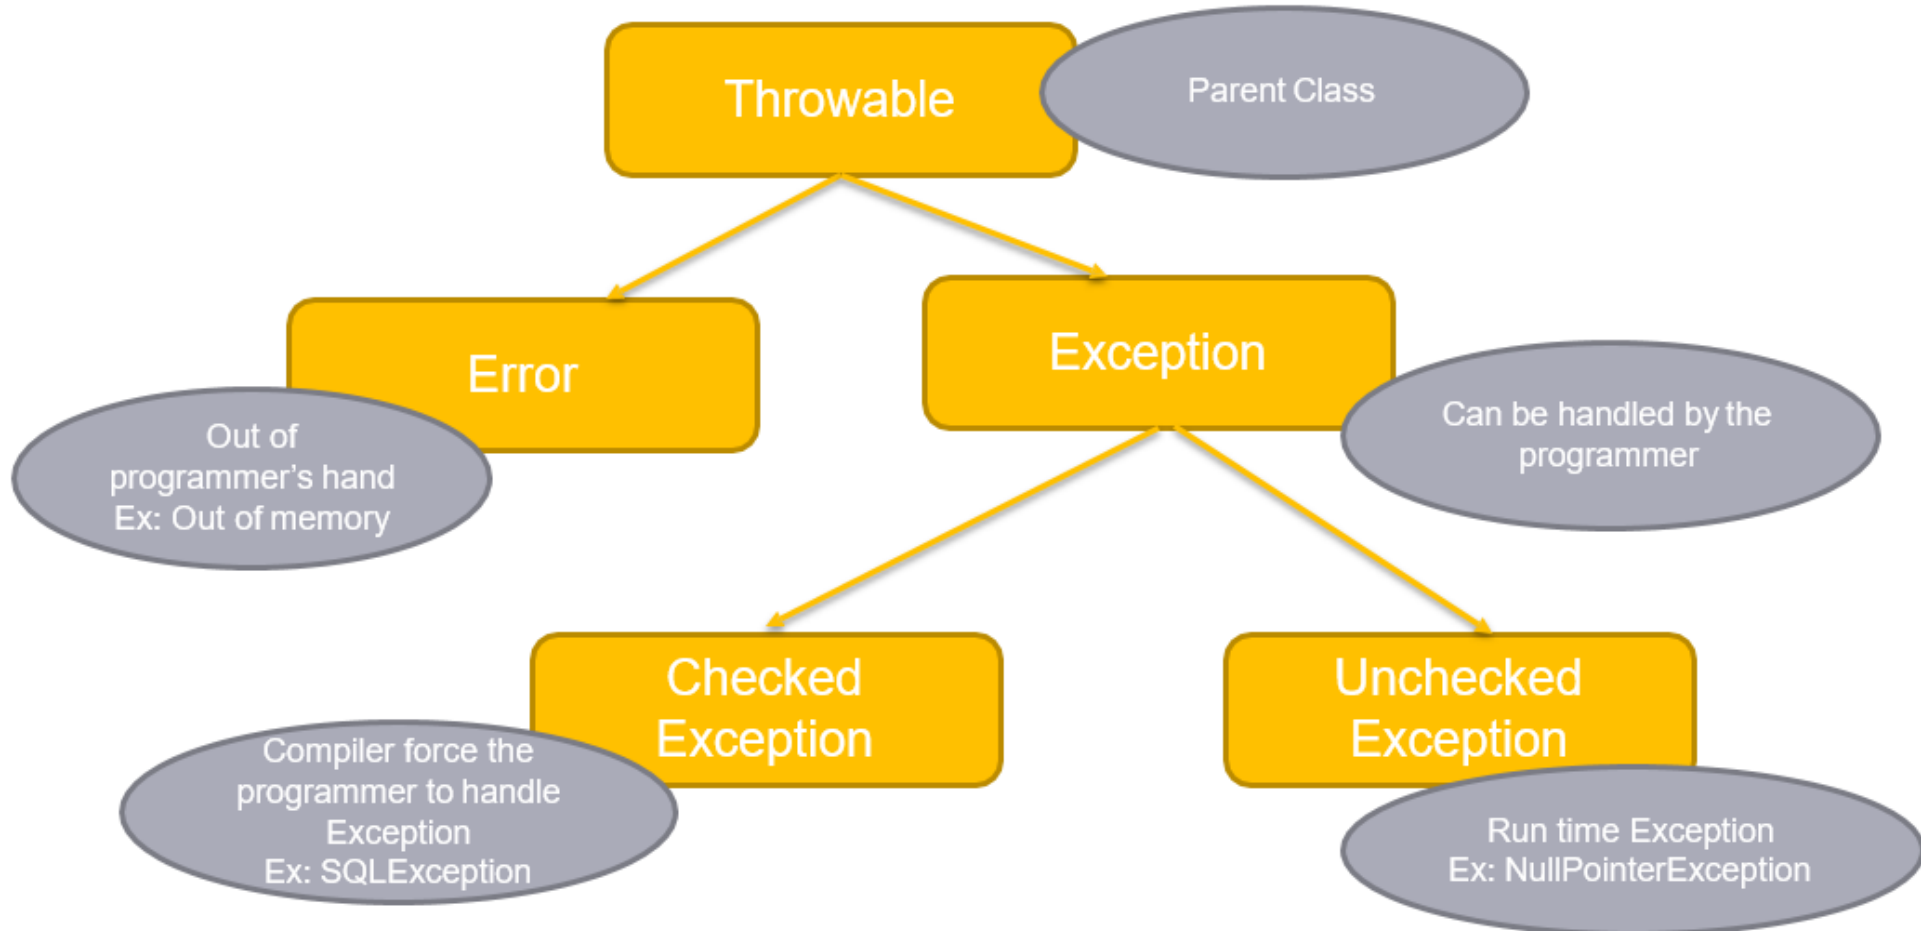 Throwable
Parent Class
Error
Exception
Out of
programmer’s hand
Ex: Out of memory
Can be handled by the
programmer
Checked
Exception
Unchecked
Exception
Compiler force the
programmer to handle
Exception
Ex: SQLException
Run time Exception
Ex: NullPointerException